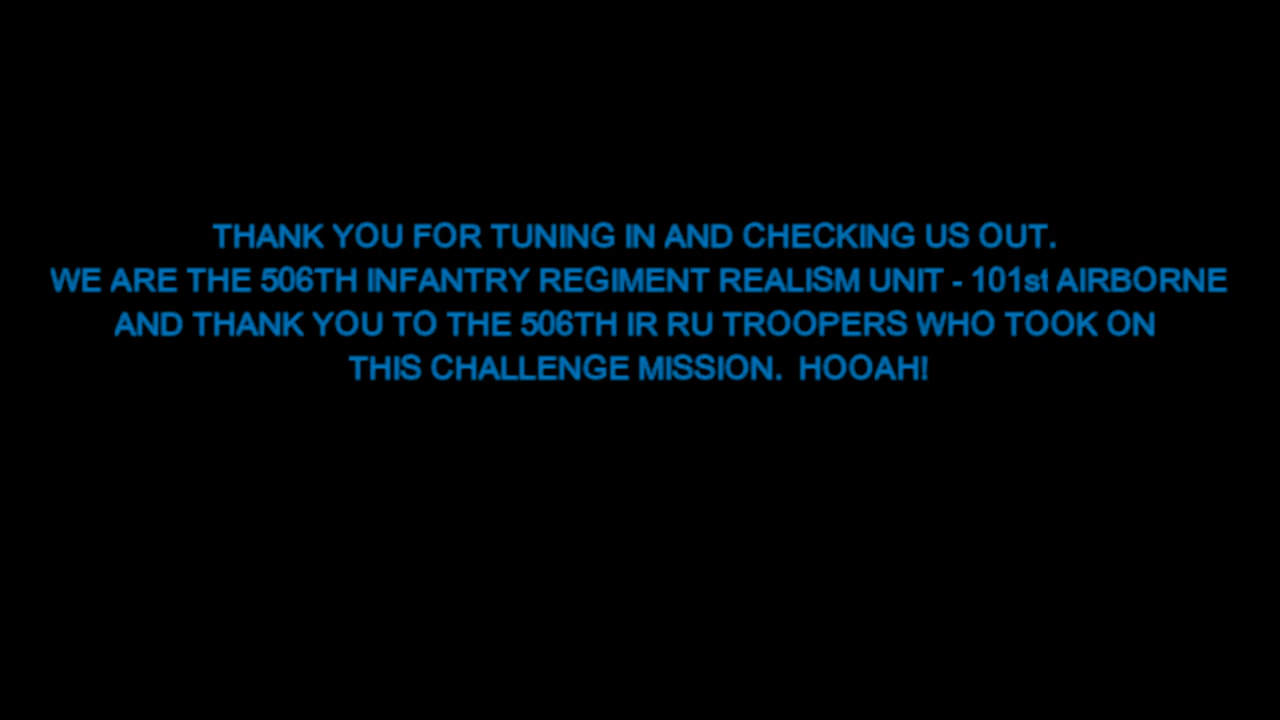 THANK YOU FOR TUNING IN AND CHECKING US OUT.
WE ARE THE 506TH INFANTRY REGIMENT REALISM UNIT - 101st AIRBORNE
AND THANK YOU TO THE 506TH IR RU TROOPERS WHO TOOK ON
THIS CHALLENGE MISSION.  HOOAH!